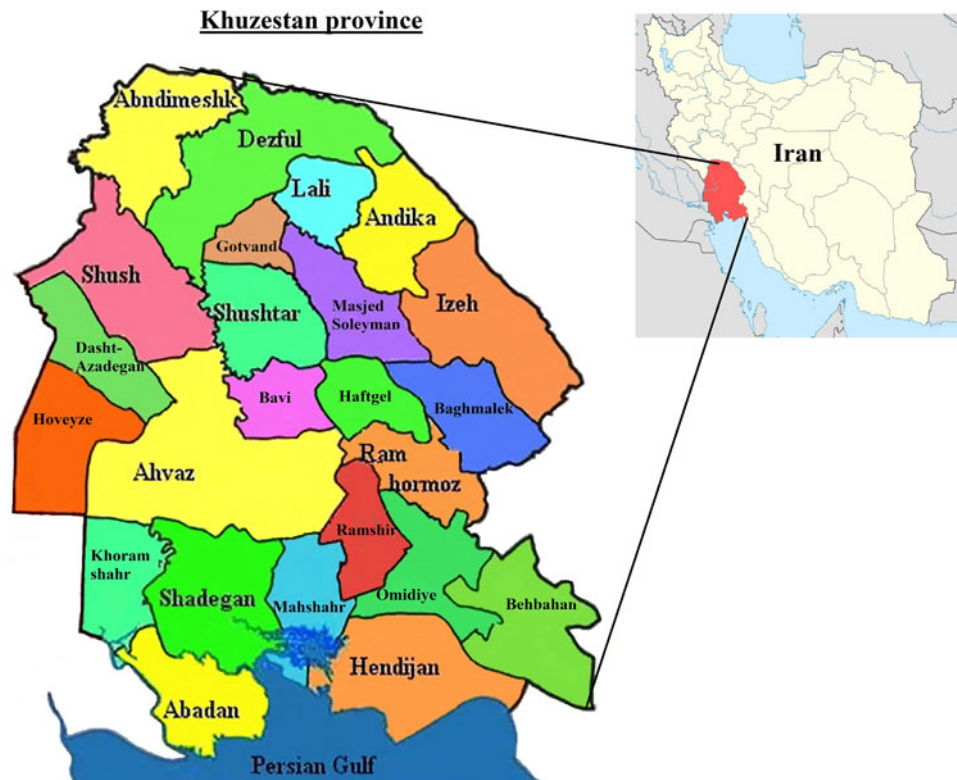 Khuzestan province
Abndimeshk
Dezful
Lali
Andika
Gotvand
Shush
Shushtar
Masjed
Soleyman
Izeh
Dasht-
Azadegan
Bavi
Haftgel
Baghmalek
Hoveyze
Ahvaz
Ram
hormoz
Ramshir
Khoram
shahr
Shadegan
Mahshahr
Omidiye
Behbahan
Hendijan
Abadan
Persian Gulf
Iran